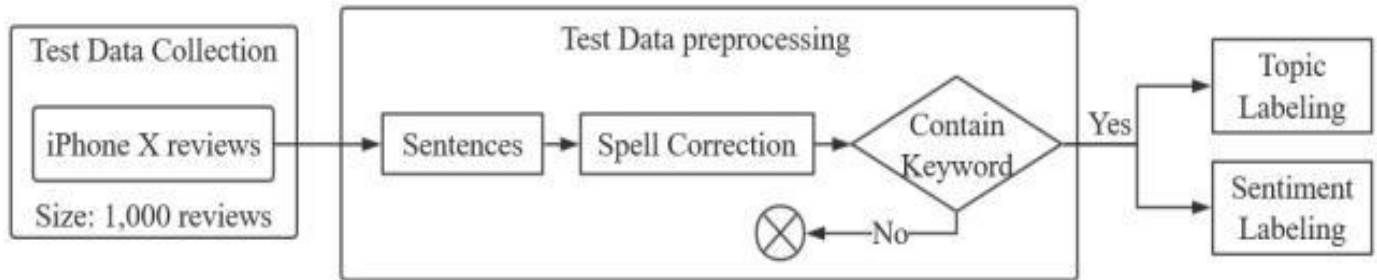 Test Data Collection
iPhone X reviews
Size: 1,000 reviews
Test Data preprocessing
Sentences
Spell Correction
Contain
Keyword
No
Yes
Topic
Labeling
Sentiment
Labeling